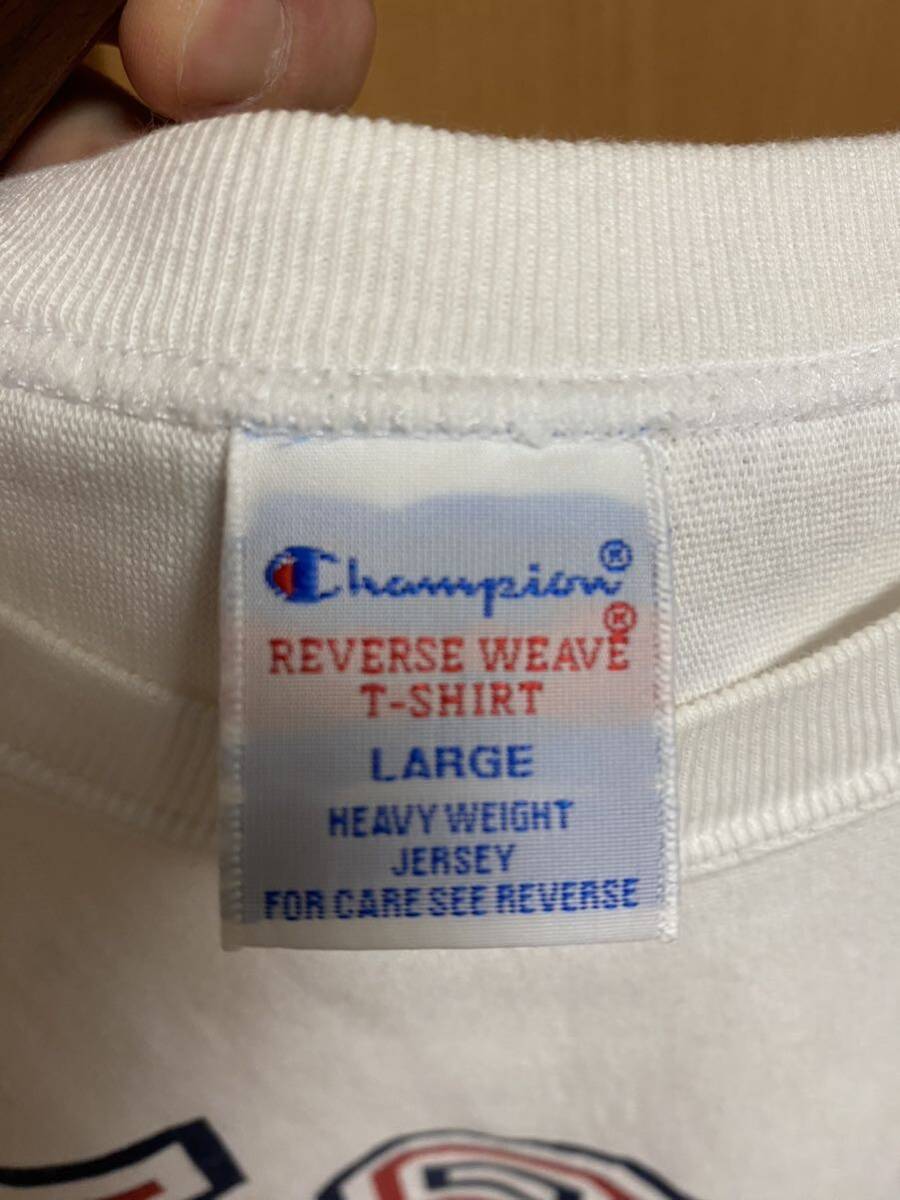 Champion®
REVERSE WEAVE®
T-SHIRT
LARGE
HEAVY WEIGHT
JERSEY
FOR CARE SEE REVERSE